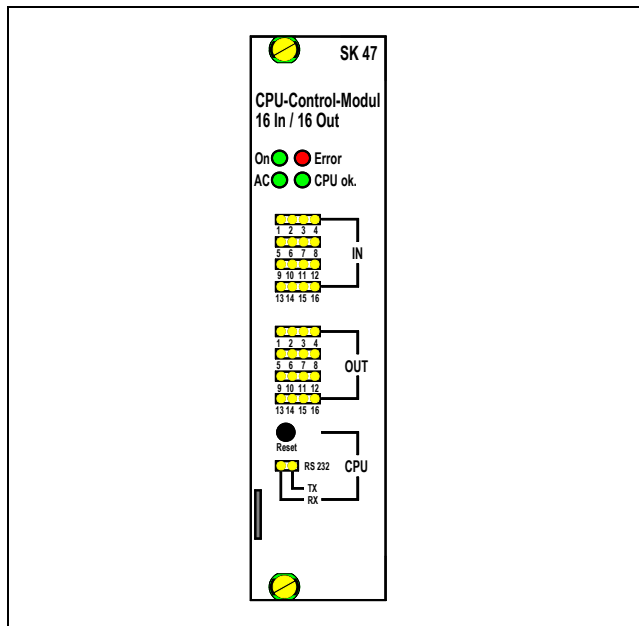 SK 47
CPU-Control-Modul
16 In / 16 Out
On Error
AC CPU ok.
1 2 3 4
5 6 7 8
IN
9 10 11 12
13 14 15 16
1 2 3 4
5 6 7 8
OUT
9 10 11 12
13 14 15 16
Reset
RS 232 CPU
TX
RX